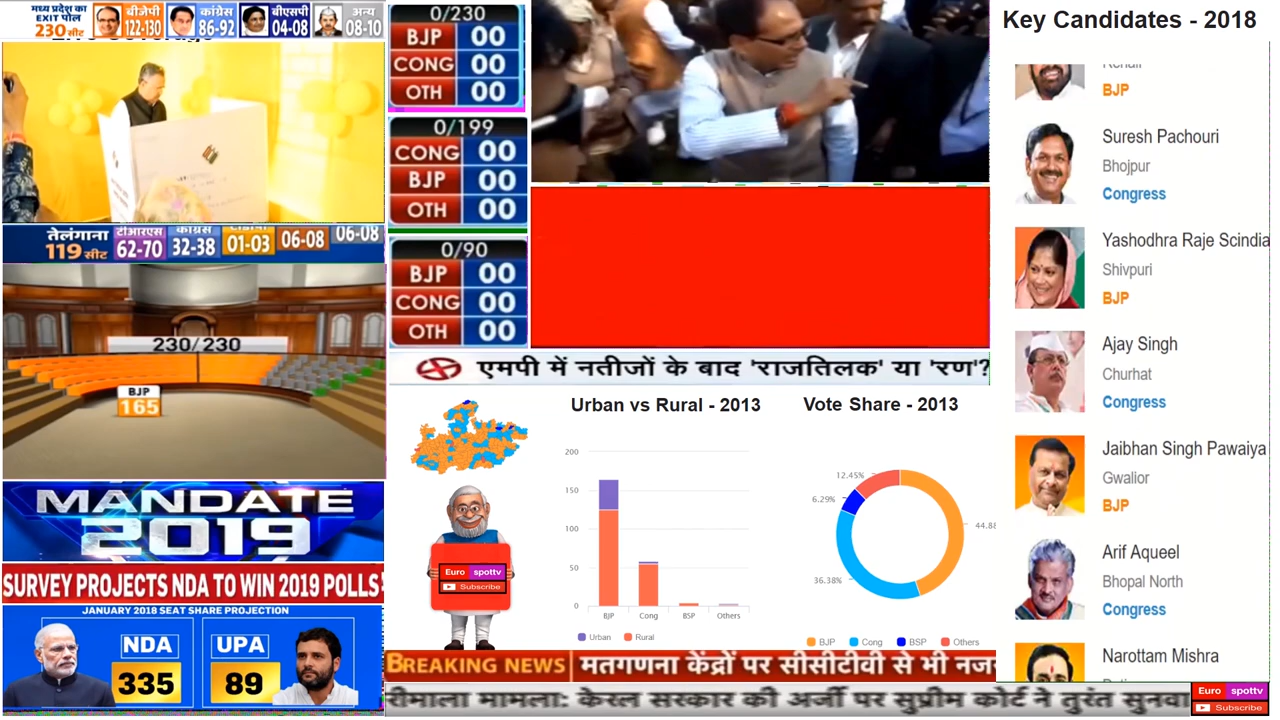 मध्य प्रदेश का EXIT पोल 230 सीट
बीजेपी 122-130
कांग्रेस 86-92
बीएसपी 04-08
अन्य 08-10
तेलंगाना 119 सीट
टीआरएस 62-70
कांग्रेस 32-38
01-03
06-08
06-08
230/230
BJP
165
MANDATE
2019
SURVEY PROJECTS NDA TO WIN 2019 POLLS
JANUARY 2018 SEAT SHARE PROJECTION
NDA
335
UPA
89
0/230
BJP 00
CONG 00
OTH 00
0/199
CONG 00
BJP 00
OTH 00
0/90
BJP 00
CONG 00
OTH 00
एमपी में नतीजों के बाद 'राजतिलक' या 'रण'?
Euro spottv
Subscribe
Urban vs Rural - 2013
200
150
100
50
0
BJP Cong BSP Others
Urban Rural
Vote Share - 2013
12.45%
6.29%
36.38%
44.88
BJP Cong BSP Others
Key Candidates - 2018
BJP
Suresh Pachouri
Bhojpur
Congress
Yashodhra Raje Scindia
Shivpuri
BJP
Ajay Singh
Churhat
Congress
Jaibhan Singh Pawaiya
Gwalior
BJP
Arif Aqueel
Bhopal North
Congress
Narottam Mishra
BREAKING NEWS मतगणना केंद्रों पर सीसीटीवी से भी नजर
रीमाला मामला: केरल सरकार की अर्जी पर सुप्रीम कोर्ट ने तुरंत सुनवा
Euro spottv
Subscribe